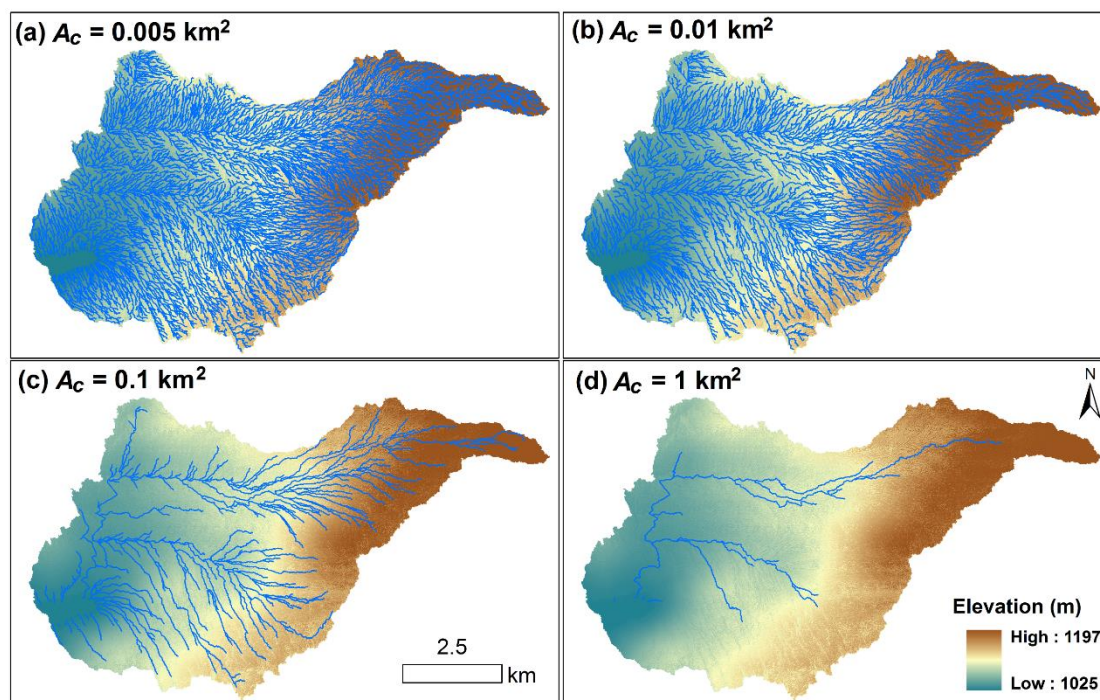 (a) Ac = 0.005 km²
(b) Ac = 0.01 km²
(c) Ac = 0.1 km²
(d) Ac = 1 km²
N
2.5
km
Elevation (m)
High : 1197
Low : 1025